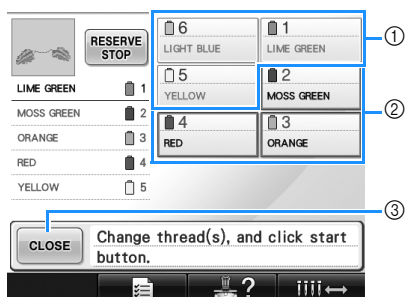 RESERVE
STOP
LIME GREEN 1
MOSS GREEN 2
ORANGE 3
RED 4
YELLOW 5
6
LIGHT BLUE
1
LIME GREEN
5
YELLOW
2
MOSS GREEN
4
RED
3
ORANGE
①
②
③
CLOSE
Change thread(s), and click start
button.
?